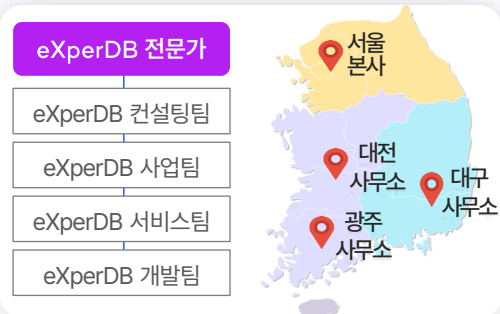 eXperDB 전문가
eXperDB 컨설팅팀
eXperDB 사업팀
eXperDB 서비스팀
eXperDB 개발팀
서울
본사
대전
사무소
대구
사무소
광주
사무소